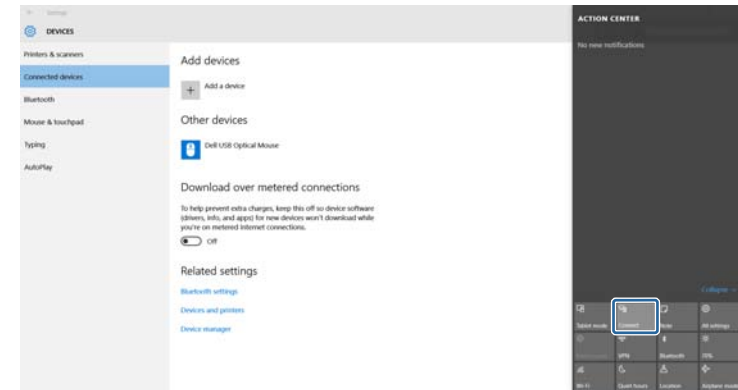 Settings
DEVICES
Printers & scanners
Connected devices
Bluetooth
Mouse & touchpad
Typing
AutoPlay
Add devices
Add a device
Other devices
Dell USB Optical Mouse
Download over metered connections
To help prevent extra charges, keep this off so device software
(drivers, info, and apps) for new devices won't download while
you're on metered Internet connections.
Off
Related settings
Bluetooth settings
Devices and printers
Device manager
ACTION CENTER
No new notifications
Collapse
Tablet mode
Connect
Note
All settings
VPN
Bluetooth
70%
Wi-Fi
Quiet hours
Location
Airplane mode